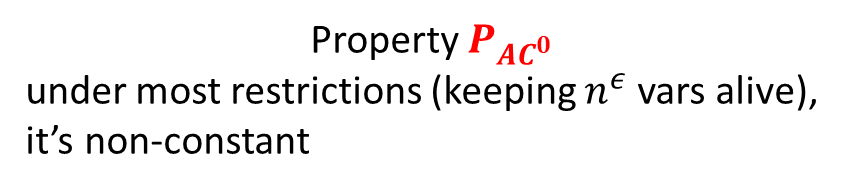 Property P_{AC^0}
under most restrictions (keeping n^ϵ vars alive),
it's non-constant